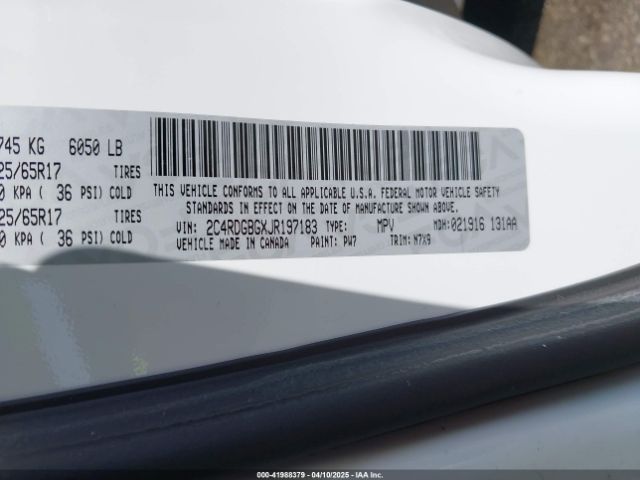 745 KG 6050 LB
25/65R17 TIRES
0 KPA ( 36 PSI) COLD
25/65R17 TIRES
0 KPA ( 36 PSI) COLD
THIS VEHICLE CONFORMS TO ALL APPLICABLE U.S.A. FEDERAL MOTOR VEHICLE SAFETY
STANDARDS IN EFFECT ON THE DATE OF MANUFACTURE SHOWN ABOVE.
VIN: 2C4RDGBGXJR197183 TYPE: MPV MDH:021916 131AA
VEHICLE MADE IN CANADA PAINT: PW7 TRIM: N7X9
000-41988379 - 04/10/2025 - IAA Inc.